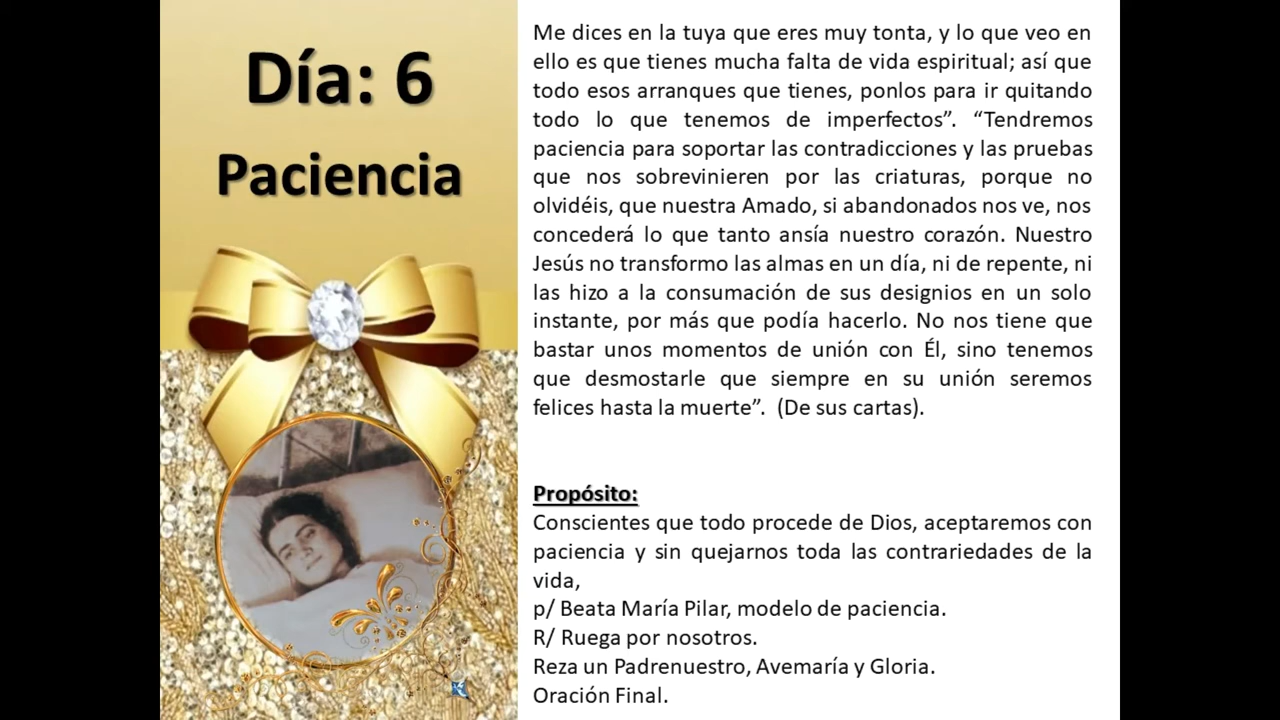 Día: 6
Paciencia
Me dices en la tuya que eres muy tonta, y lo que veo en
ello es que tienes mucha falta de vida espiritual; así que
todo esos arranques que tienes, ponlos para ir quitando
todo lo que tenemos de imperfectos”. “Tendremos
paciencia para soportar las contradicciones y las pruebas
que nos sobrevinieren por las criaturas, porque no
olvidéis, que nuestra Amado, si abandonados nos ve, nos
concederá lo que tanto ansía nuestro corazón. Nuestro
Jesús no transformo las almas en un día, ni de repente, ni
las hizo a la consumación de sus designios en un solo
instante, por más que podía hacerlo. No nos tiene que
bastar unos momentos de unión con Él, sino tenemos
que desmostarle que siempre en su unión seremos
felices hasta la muerte”. (De sus cartas).
Propósito:
Conscientes que todo procede de Dios, aceptaremos con
paciencia y sin quejarnos toda las contrariedades de la
vida,
p/ Beata María Pilar, modelo de paciencia.
R/ Ruega por nosotros.
Reza un Padrenuestro, Avemaría y Gloria.
Oración Final.